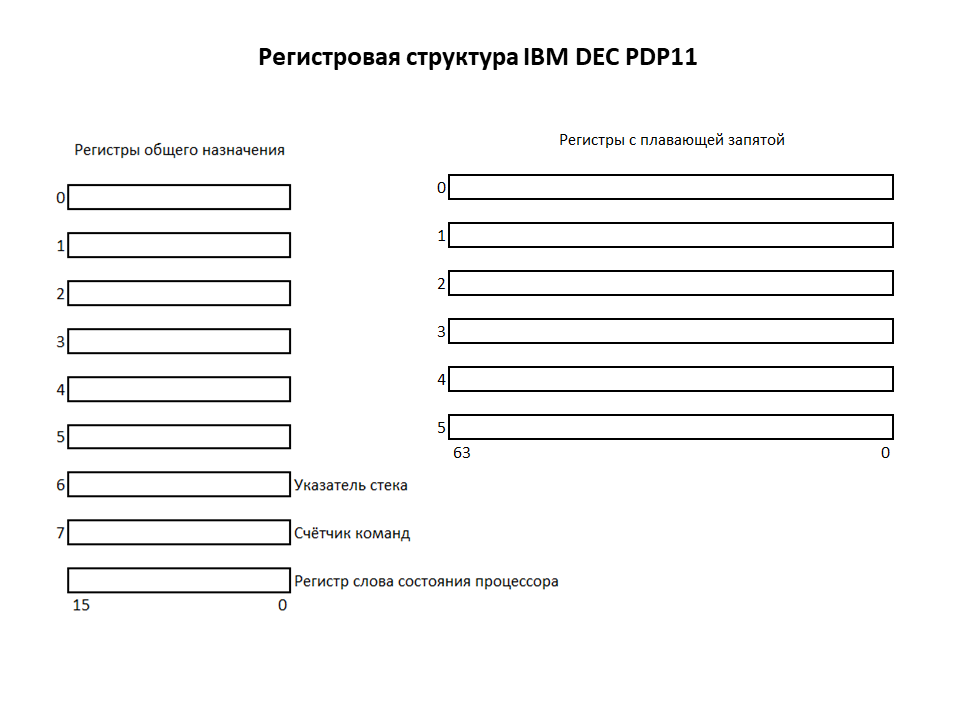 Регистровая структура IBM DEC PDP11
Регистры общего назначения
0
1
2
3
4
5
6 Указатель стека
7 Счётчик команд
Регистр слова состояния процессора
15 0
Регистры с плавающей запятой
0
1
2
3
4
5
63 0